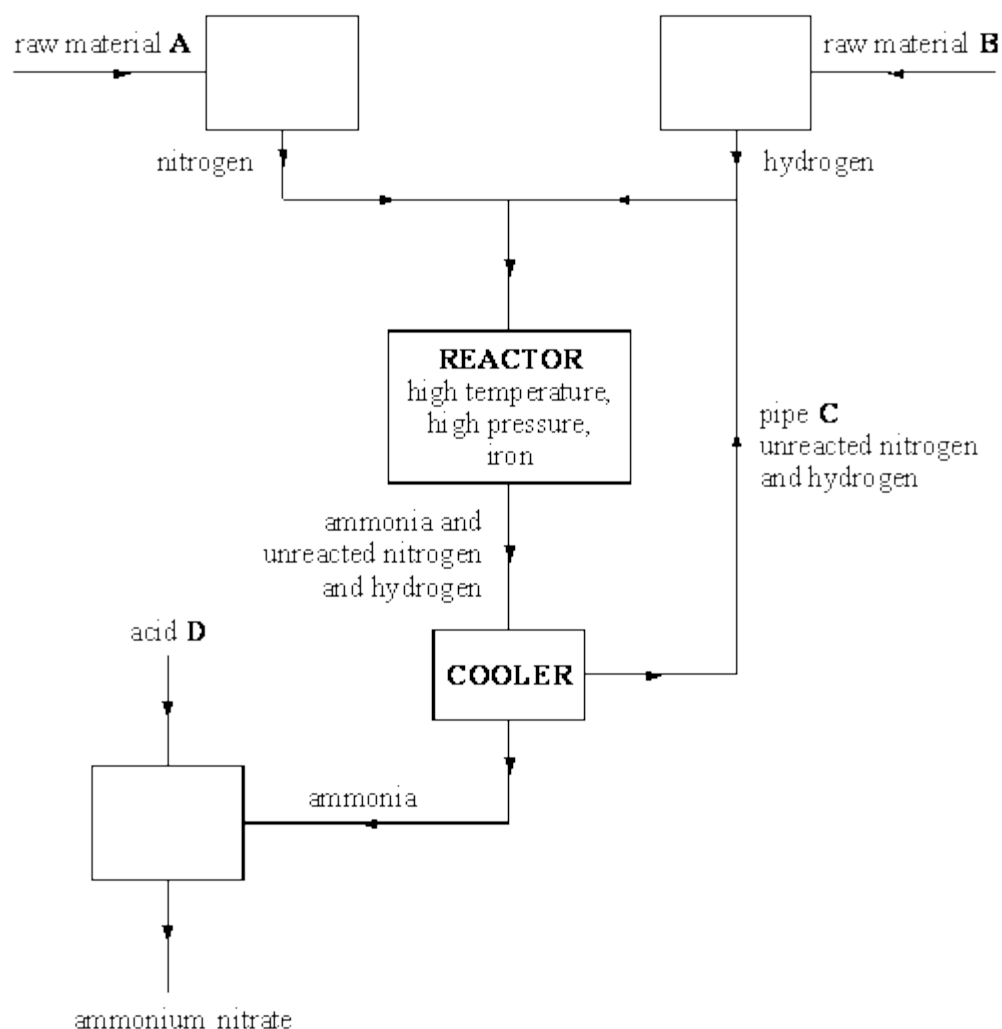 raw material A
raw material B
nitrogen
hydrogen
REACTOR
high temperature,
high pressure,
iron
pipe C
unreacted nitrogen
and hydrogen
ammonia and
unreacted nitrogen
and hydrogen
acid D
COOLER
ammonia
ammonium nitrate